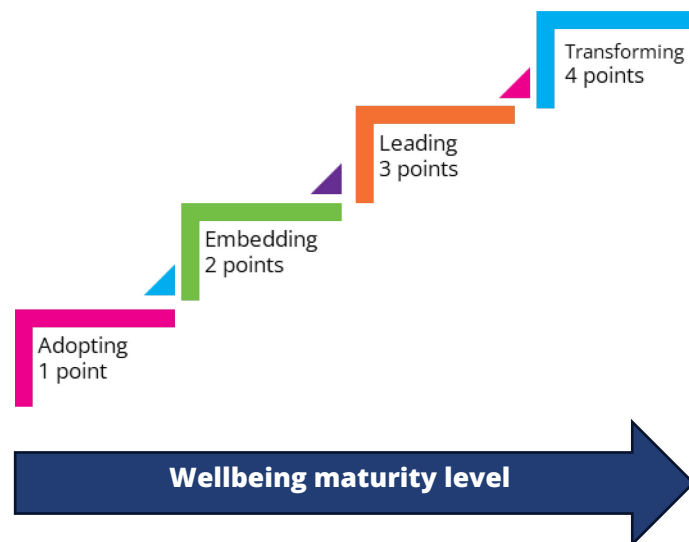 Transforming
4 points
Leading
3 points
Embedding
2 points
Adopting
1 point
Wellbeing maturity level